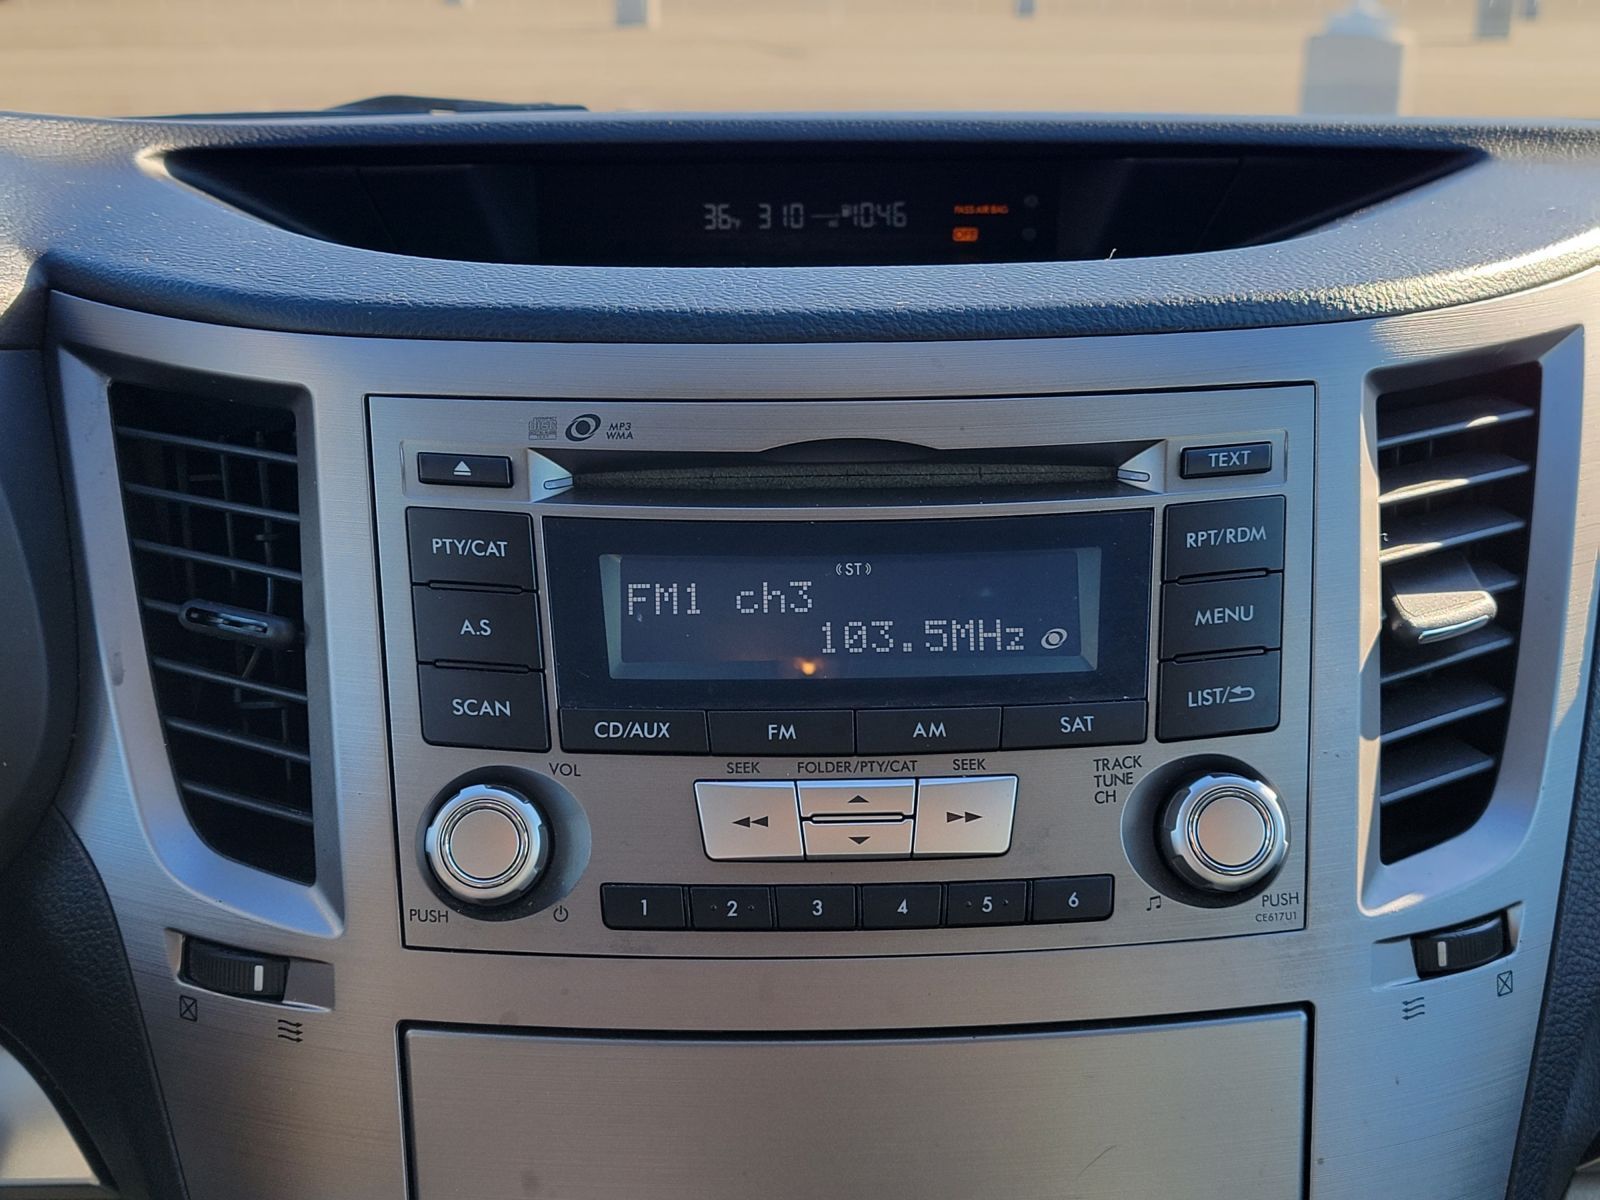 36°F 310 1046
PASS AIR BAG
OFF
MP3
WMA
TEXT
PTY/CAT
RPT/RDM
(ST)
FM1 ch3
103.5MHz
A.S
MENU
SCAN
LIST/
CD/AUX FM AM SAT
VOL
SEEK FOLDER/PTY/CAT SEEK
TRACK
TUNE
CH
1 2 3 4 5 6
PUSH
PUSH
CE617U1